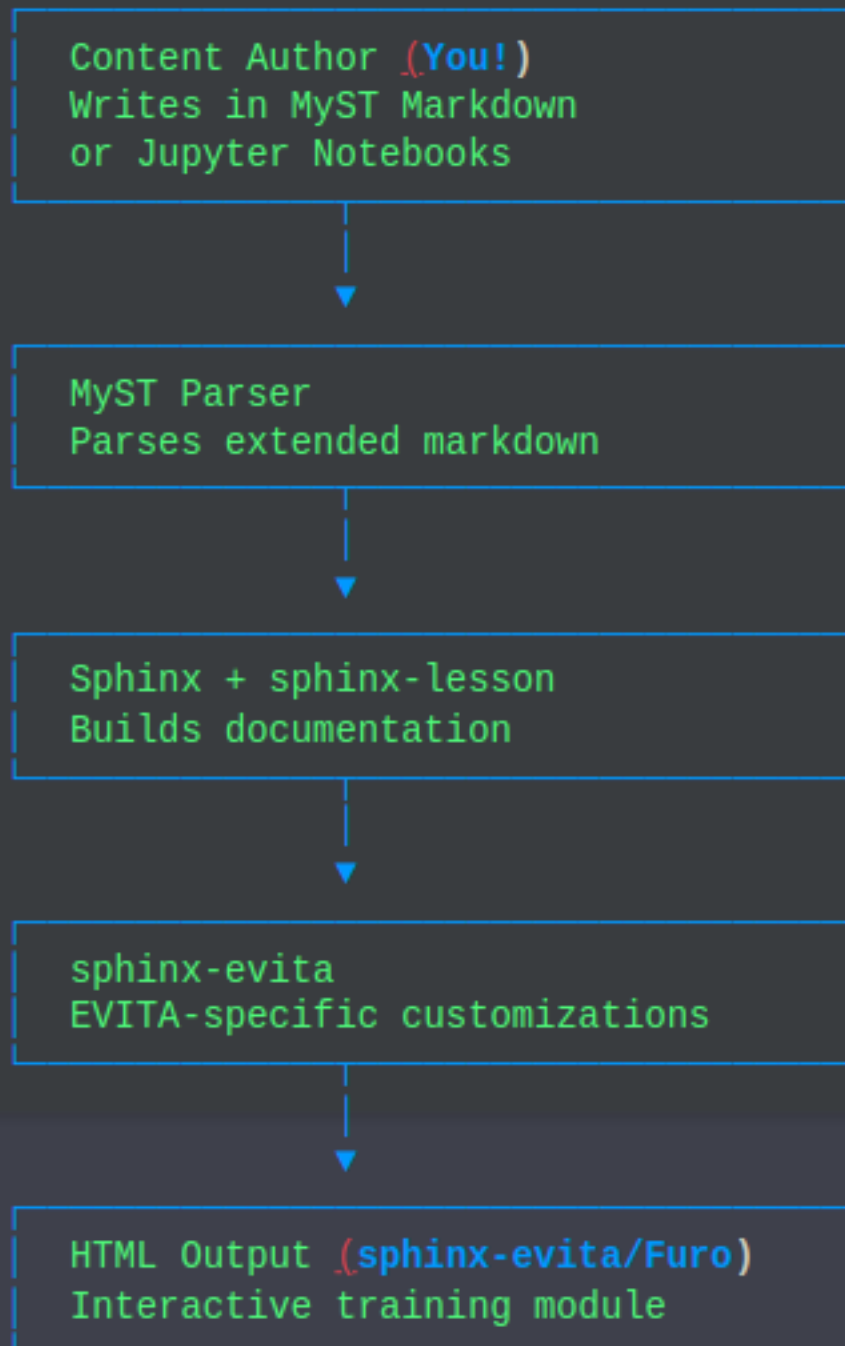 Content Author (You!)
Writes in MyST Markdown
or Jupyter Notebooks
MyST Parser
Parses extended markdown
Sphinx + sphinx-lesson
Builds documentation
sphinx-evita
EVITA-specific customizations
HTML Output (sphinx-evita/Furo)
Interactive training module